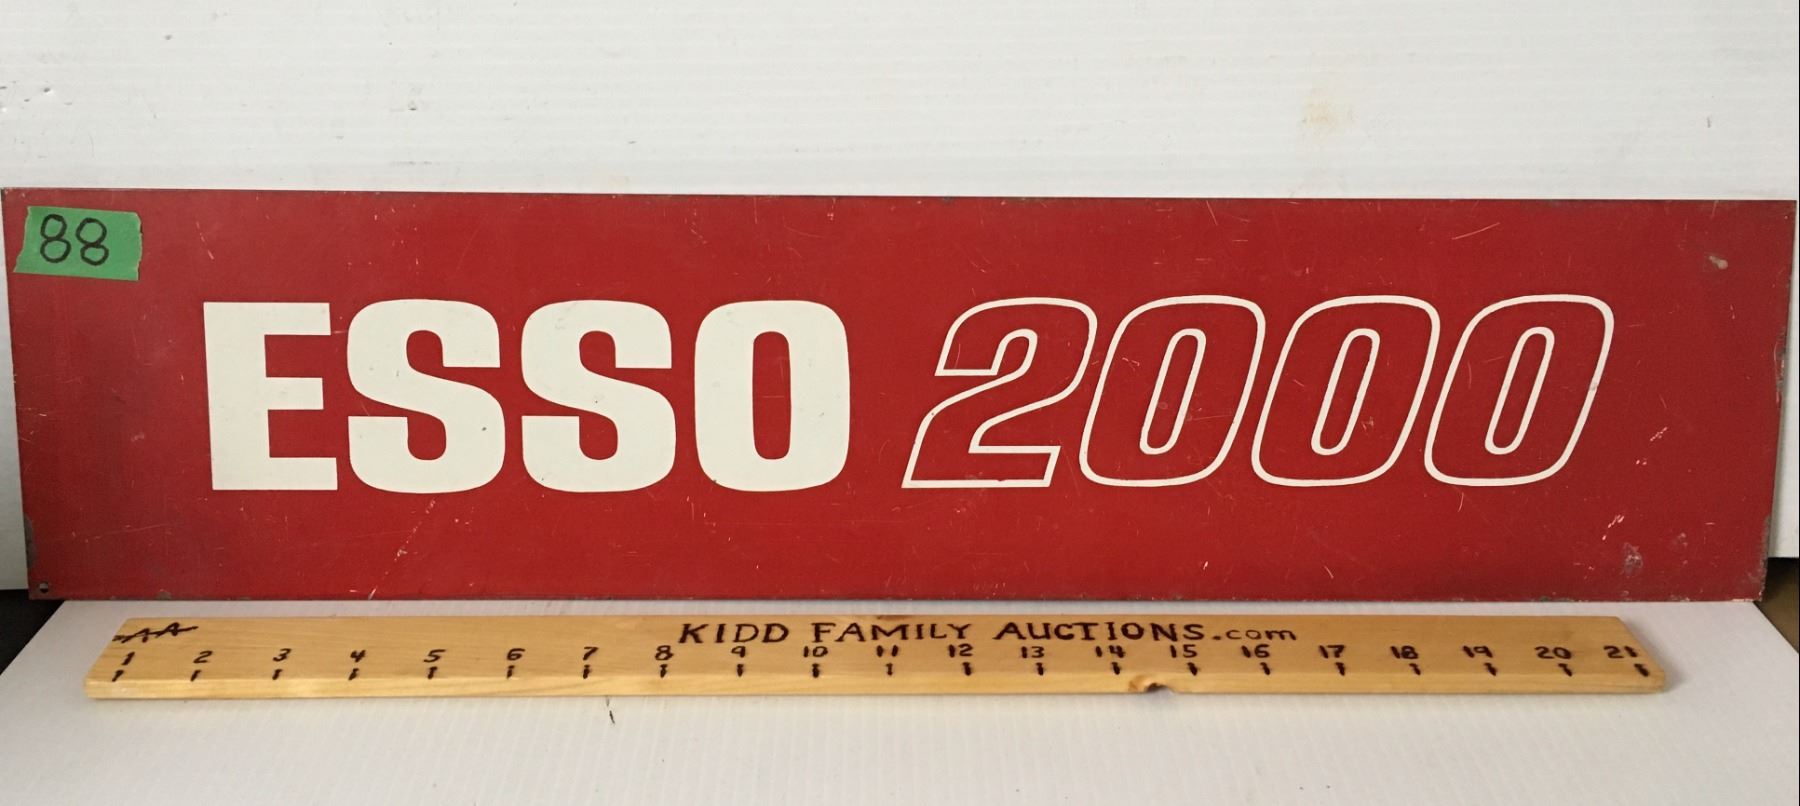 88
ESSO 2000
KIDD FAMILY AUCTIONS.com
1 2 3 4 5 6 7 8 9 10 11 12 13 14 15 16 17 18 19 20 21